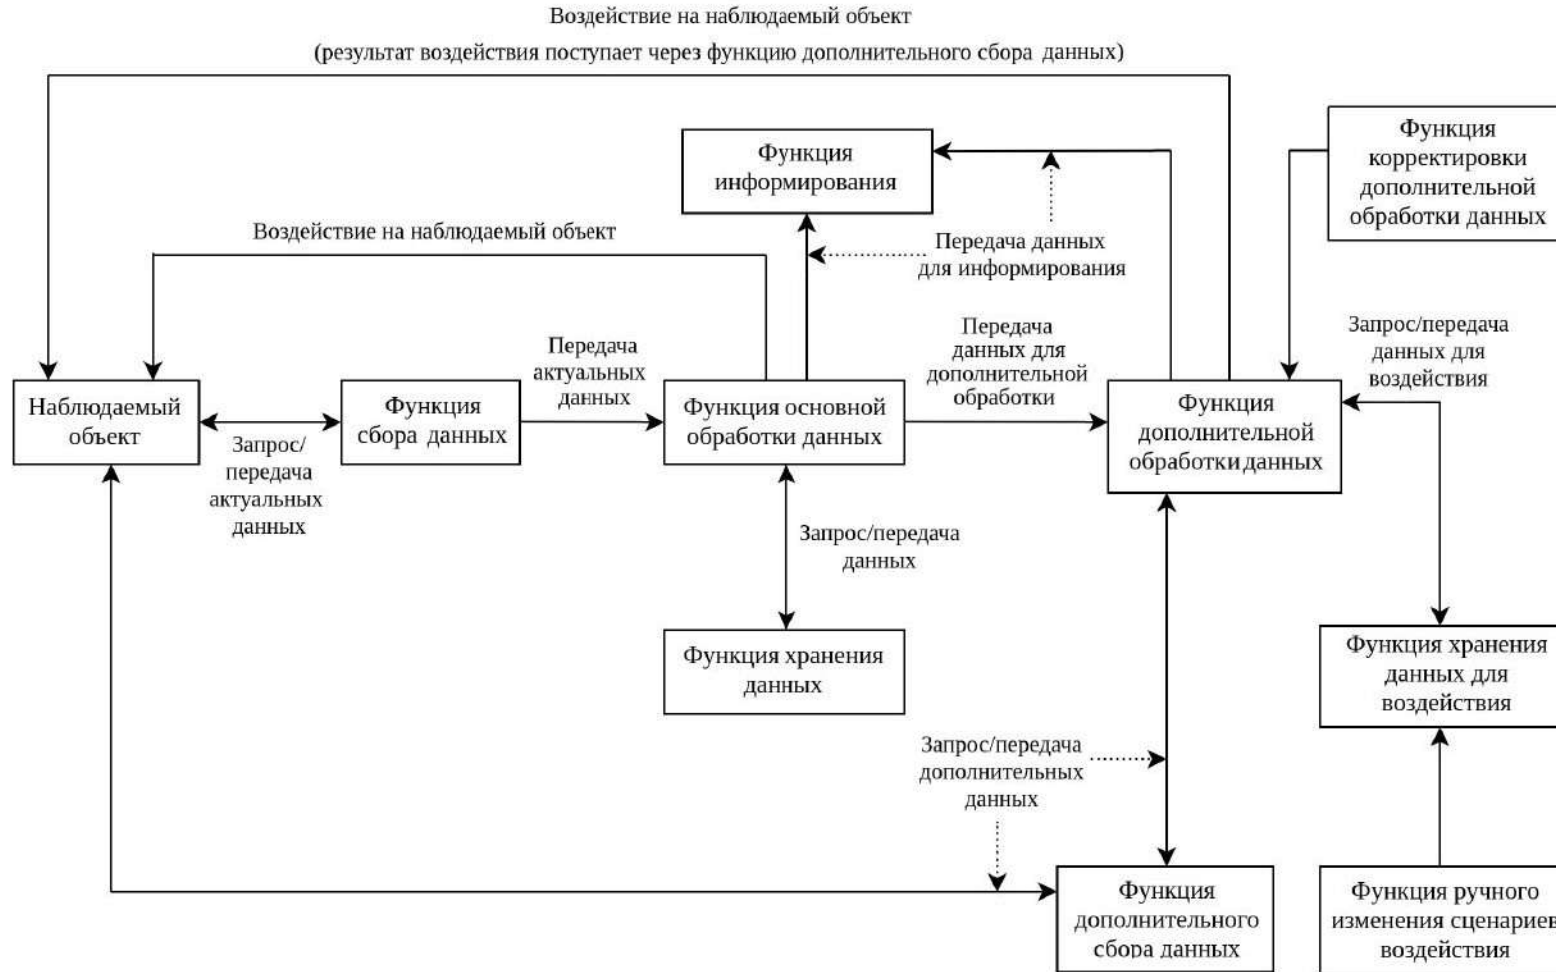 Воздействие на наблюдаемый объект
(результат воздействия поступает через функцию дополнительного сбора данных)
Функция
корректировки
дополнительной
обработки данных
Функция
информирования
Воздействие на наблюдаемый объект
Передача данных
для информирования
Запрос/передача
данных для
воздействия
Передача
актуальных
данных
Передача
данных для
дополнительной
обработки
Наблюдаемый
объект
Запрос/
передача
актуальных
данных
Функция
сбора данных
Функция основной
обработки данных
Функция
дополнительной
обработки данных
Запрос/передача
данных
Функция хранения
данных
Функция хранения
данных для
воздействия
Запрос/передача
дополнительных
данных
Функция
дополнительного
сбора данных
Функция ручного
изменения сценариев
воздействия